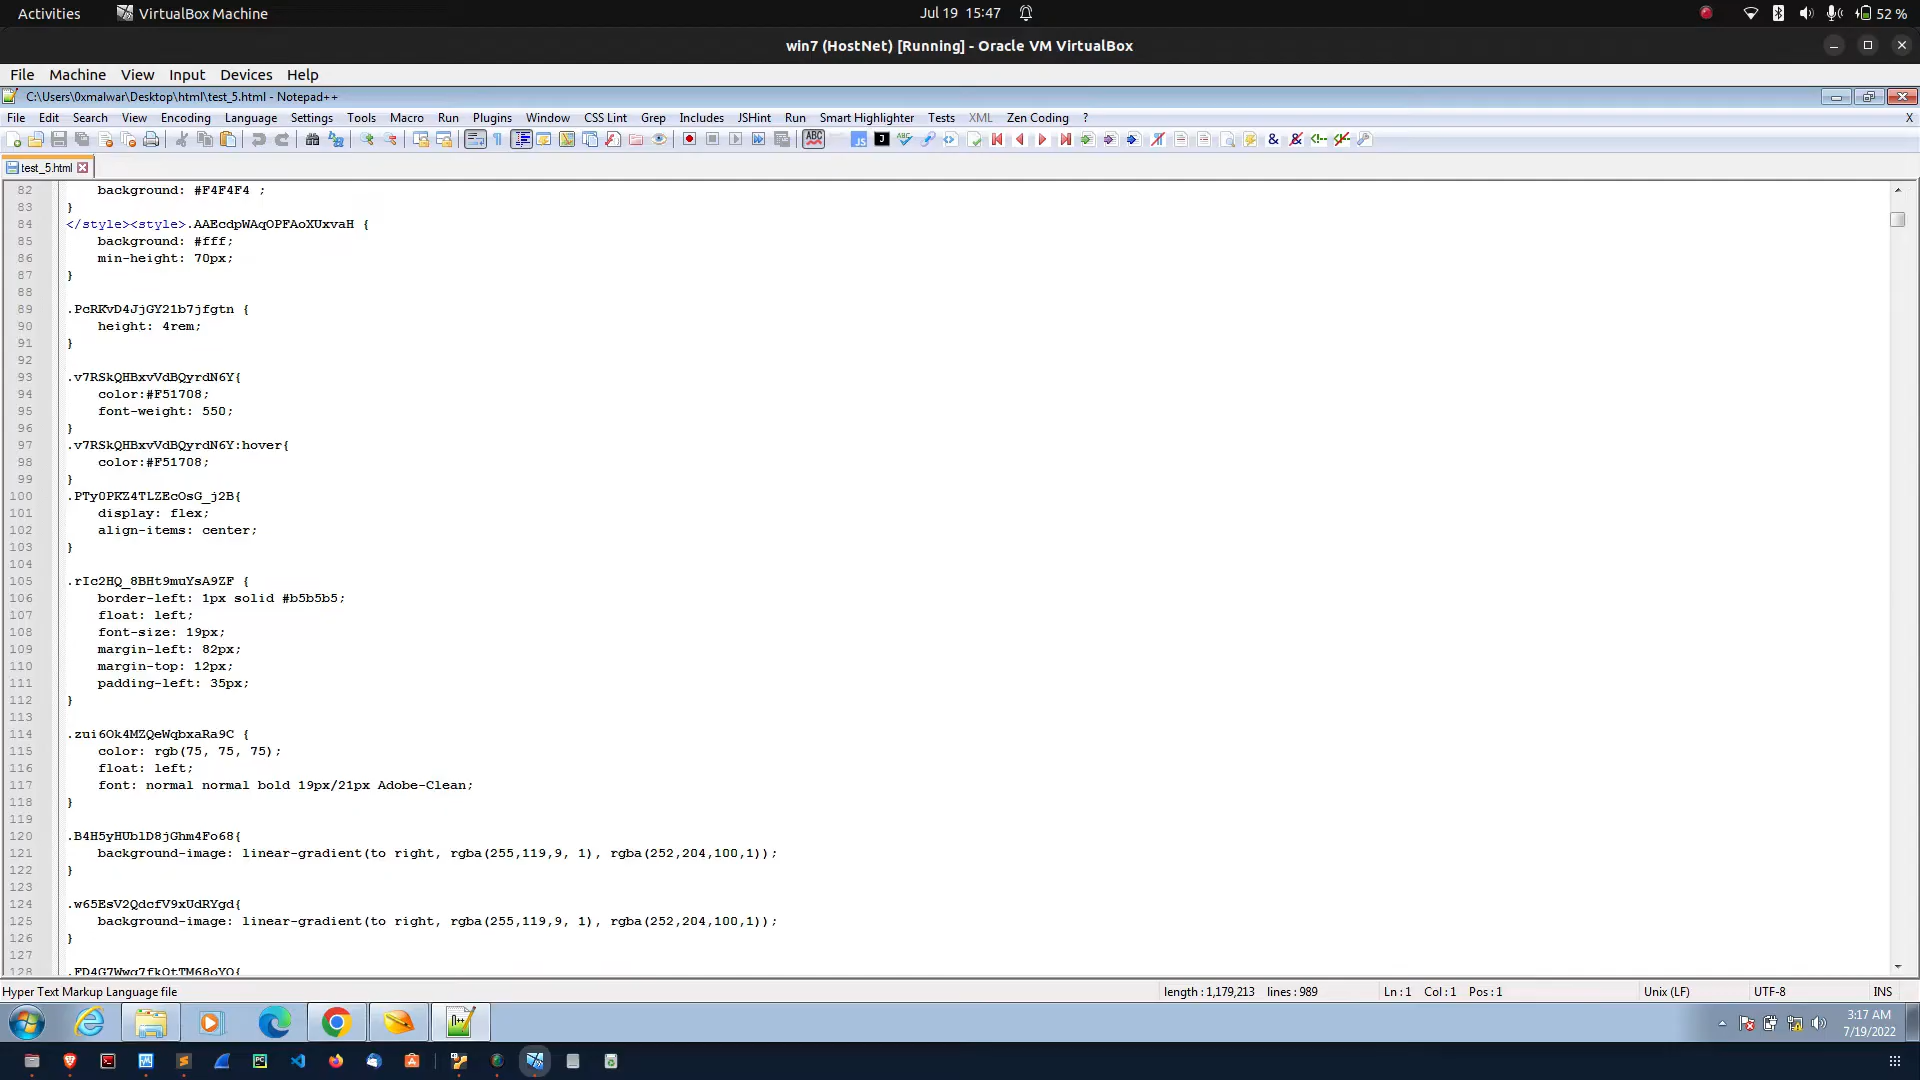 Activities VirtualBox Machine Jul 19 15:47 52 %
win7 (HostNet) [Running] - Oracle VM VirtualBox
File Machine View Input Devices Help
C:\Users\0xmalwar\Desktop\html\test_5.html - Notepad++
File Edit Search View Encoding Language Settings Tools Macro Run Plugins Window CSS Lint Grep Includes JSHint Run Smart Highlighter Tests XML Zen Coding ? X
test_5.html
82 background: #F4F4F4 ;
83 }
84 </style><style>.AAEcdpWAqOPFAoXUxvaH {
85 background: #fff;
86 min-height: 70px;
87 }
88
89 .PcRKvD4JjGY21b7jfgtn {
90 height: 4rem;
91 }
92
93 .v7RSkQHBxvVdBQyrdN6Y{
94 color:#F51708;
95 font-weight: 550;
96 }
97 .v7RSkQHBxvVdBQyrdN6Y:hover{
98 color:#F51708;
99 }
100 .PTy0PKZ4TLZEcOsG_j2B{
101 display: flex;
102 align-items: center;
103 }
104
105 .rIc2HQ_8BHt9muYsA9ZF {
106 border-left: 1px solid #b5b5b5;
107 float: left;
108 font-size: 19px;
109 margin-left: 82px;
110 margin-top: 12px;
111 padding-left: 35px;
112 }
113
114 .zui6Ok4MZQeWqbxaRa9C {
115 color: rgb(75, 75, 75);
116 float: left;
117 font: normal normal bold 19px/21px Adobe-Clean;
118 }
119
120 .B4H5yHUblD8jGhm4Fo68{
121 background-image: linear-gradient(to right, rgba(255,119,9, 1), rgba(252,204,100,1));
122 }
123
124 .w65EsV2QdcfV9xUdRYgd{
125 background-image: linear-gradient(to right, rgba(255,119,9, 1), rgba(252,204,100,1));
126 }
127
128
Hyper Text Markup Language file length : 1,179,213 lines : 989 Ln : 1 Col : 1 Pos : 1 Unix (LF) UTF-8 INS
3:17 AM
7/19/2022